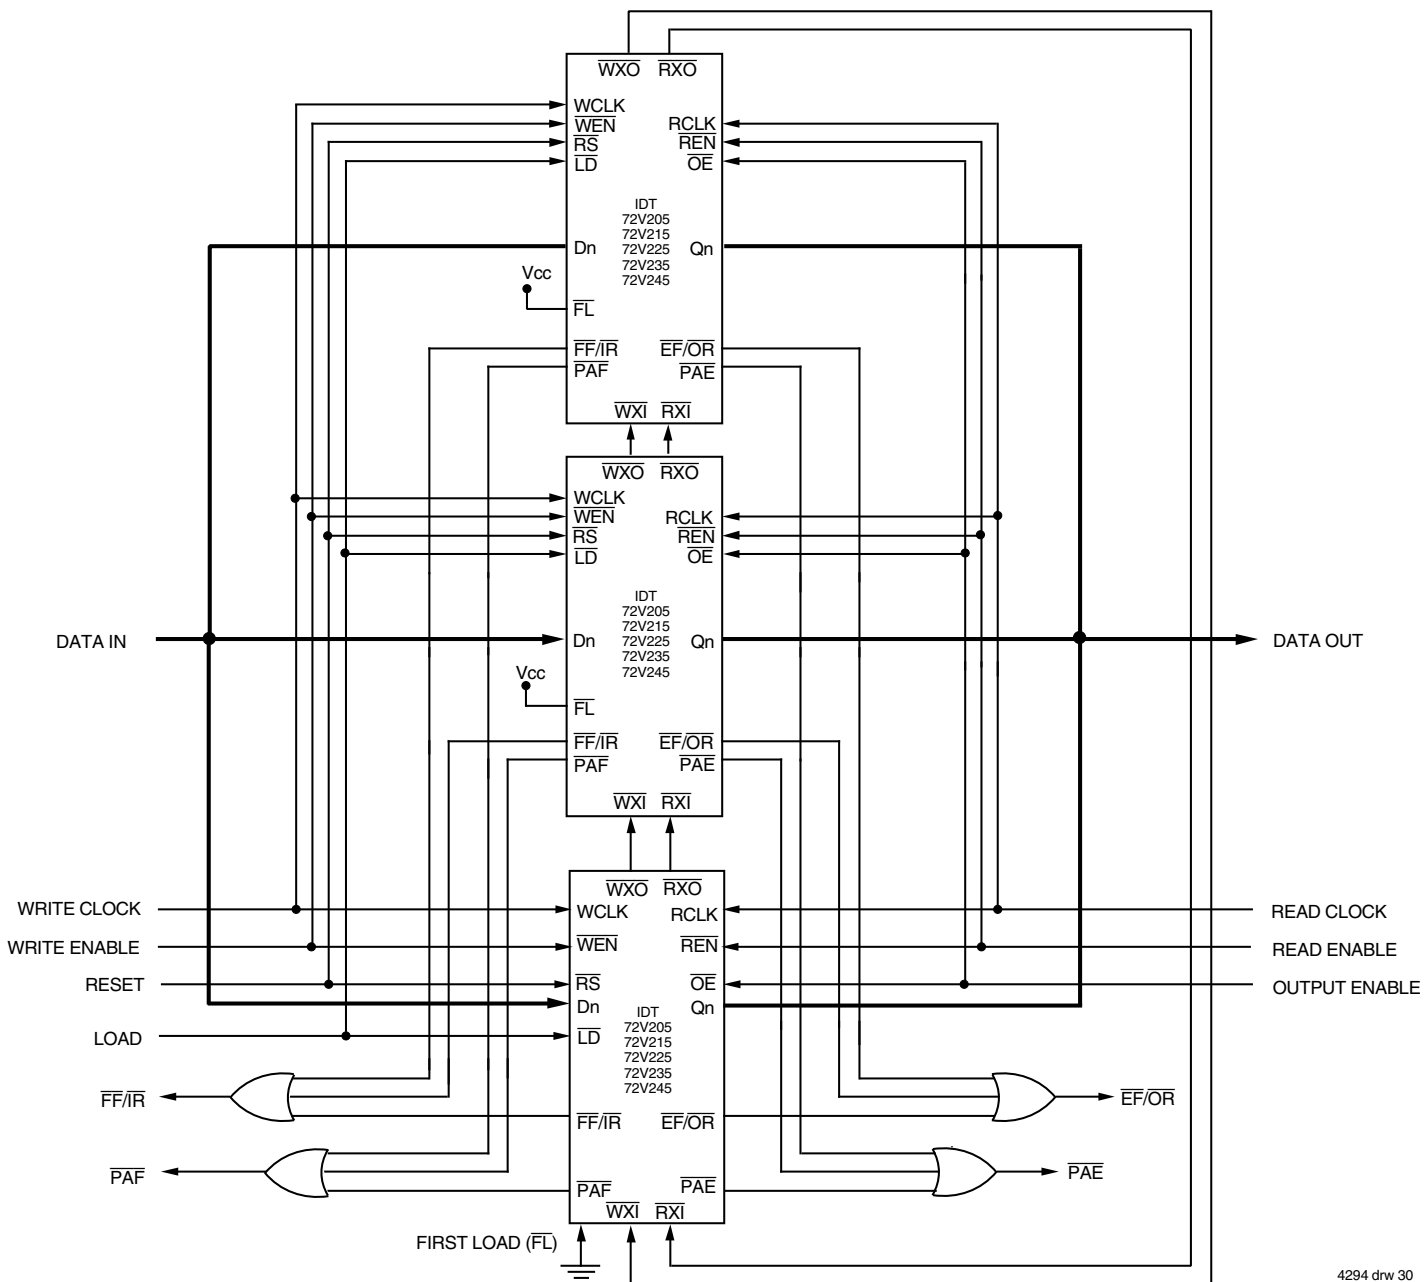 WXO RXO
WCLK
WEN RCLK
RS REN
LD OE
IDT
72V205
72V215
Dn 72V225 Qn
72V235
72V245
Vcc
FL
FF/IR EF/OR
PAF PAE
WXI RXI
WXO RXO
WCLK
WEN RCLK
RS REN
LD OE
IDT
72V205
72V215
DATA IN Dn 72V225 Qn DATA OUT
72V235
72V245
Vcc
FL
FF/IR EF/OR
PAF PAE
WXI RXI
WXO RXO
WRITE CLOCK WCLK RCLK READ CLOCK
WRITE ENABLE WEN REN READ ENABLE
RESET RS OE OUTPUT ENABLE
Dn Qn
IDT
72V205
LOAD LD 72V215
72V225
72V235
72V245
FF/IR EF/OR
FF/IR EF/OR
PAF PAE
PAF PAE
WXI RXI
FIRST LOAD (FL)
4294 drw 30